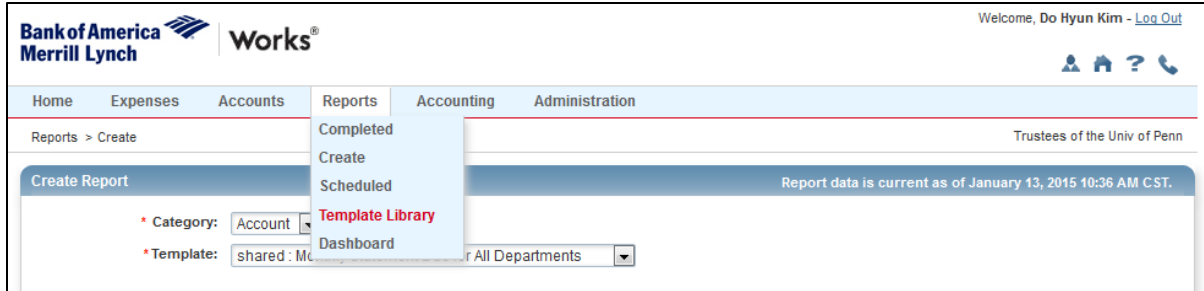 Welcome, Do Hyun Kim - Log Out
Bank of America
Merrill Lynch
Works®
Home Expenses Accounts Reports Accounting Administration
Completed
Reports > Create
Trustees of the Univ of Penn
Create
Create Report
Scheduled
Report data is current as of January 13, 2015 10:36 AM CST.
* Category: Account
Template Library
Dashboard
* Template: shared : r All Departments